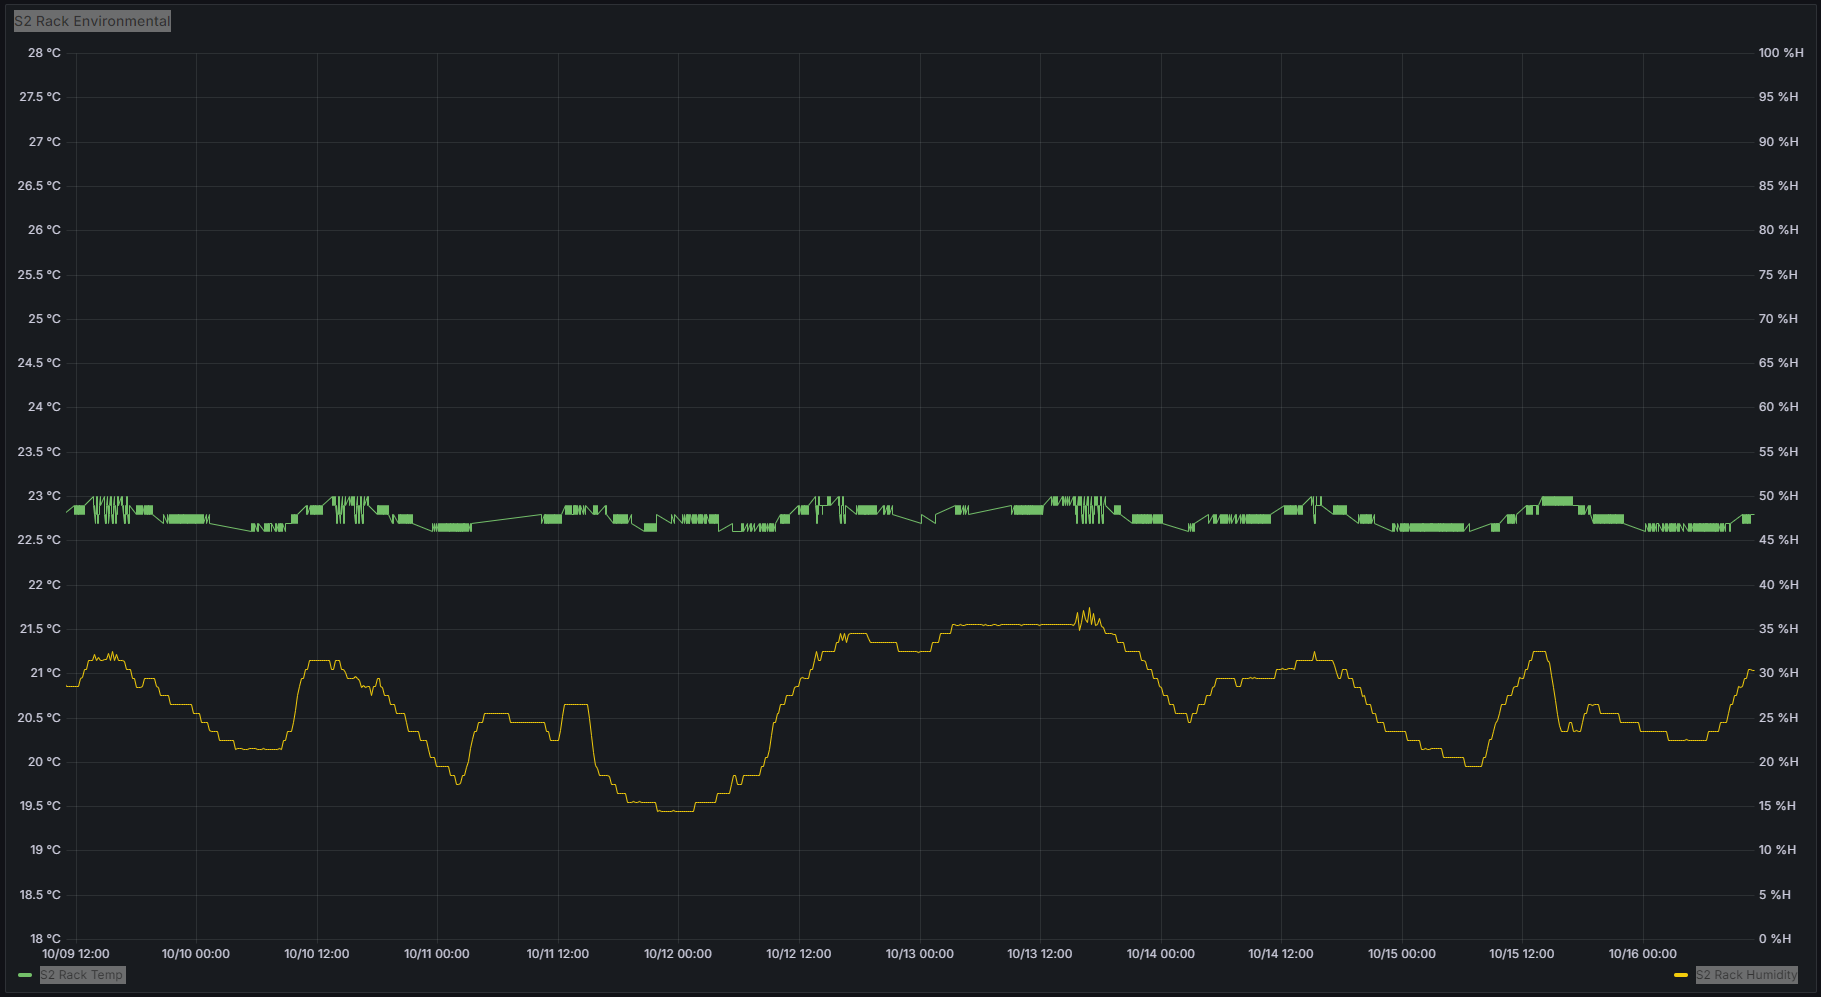 S2 Rack Environmental
28 °C
100 %H
27.5 °C
95 %H
27 °C
90 %H
26.5 °C
85 %H
26 °C
80 %H
25.5 °C
75 %H
25 °C
70 %H
24.5 °C
65 %H
24 °C
60 %H
23.5 °C
55 %H
23 °C
50 %H
22.5 °C
45 %H
22 °C
40 %H
21.5 °C
35 %H
21 °C
30 %H
20.5 °C
25 %H
20 °C
20 %H
19.5 °C
15 %H
19 °C
10 %H
18.5 °C
5 %H
18 °C
0 %H
10/09 12:00 10/10 00:00 10/10 12:00 10/11 00:00 10/11 12:00 10/12 00:00 10/12 12:00 10/13 00:00 10/13 12:00 10/14 00:00 10/14 12:00 10/15 00:00 10/15 12:00 10/16 00:00
S2 Rack Temp
S2 Rack Humidity